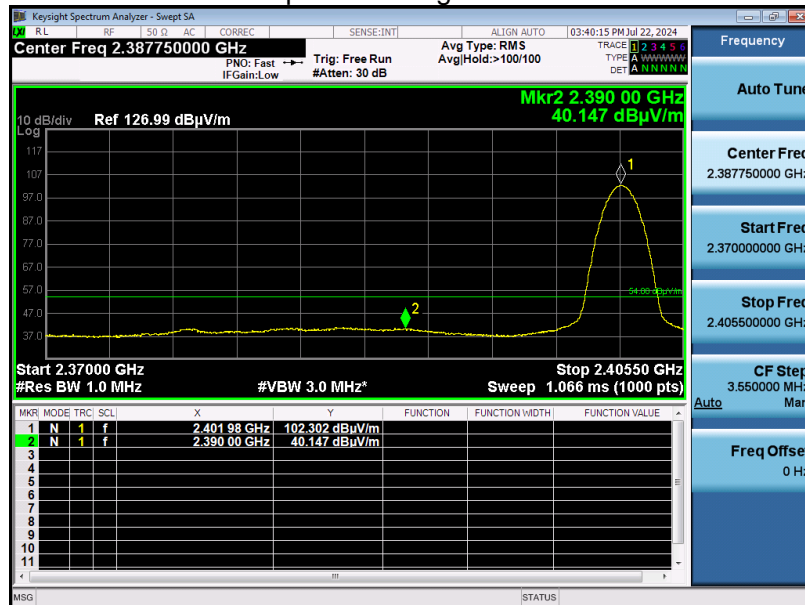 Keysight Spectrum Analyzer - Swept SA
LXI RL RF 50 Ω AC CORREC SENSE:INT ALIGN AUTO 03:40:15 PM Jul 22, 2024
Center Freq 2.387750000 GHz
PNO: Fast
IFGain:Low
Trig: Free Run
#Atten: 30 dB
Avg Type: RMS
Avg|Hold:>100/100
TRACE 1 2 3 4 5 6
TYPE A WWWWW
DET A N N N N N
Mkr2 2.390 00 GHz
40.147 dBµV/m
10 dB/div Ref 126.99 dBµV/m
Log
117
107
97.0
87.0
77.0
67.0
57.0
47.0
37.0
1
54.00 dBµV/m
2
Start 2.37000 GHz Stop 2.40550 GHz
#Res BW 1.0 MHz #VBW 3.0 MHz* Sweep 1.066 ms (1000 pts)
MKR MODE TRC SCL X Y FUNCTION FUNCTION WIDTH FUNCTION VALUE
1 N 1 f 2.401 98 GHz 102.302 dBµV/m
2 N 1 f 2.390 00 GHz 40.147 dBµV/m
3
4
5
6
7
8
9
10
11
MSG STATUS
Frequency
Auto Tune
Center Freq
2.387750000 GHz
Start Freq
2.370000000 GHz
Stop Freq
2.405500000 GHz
CF Step
3.550000 MHz
Auto Man
Freq Offset
0 Hz